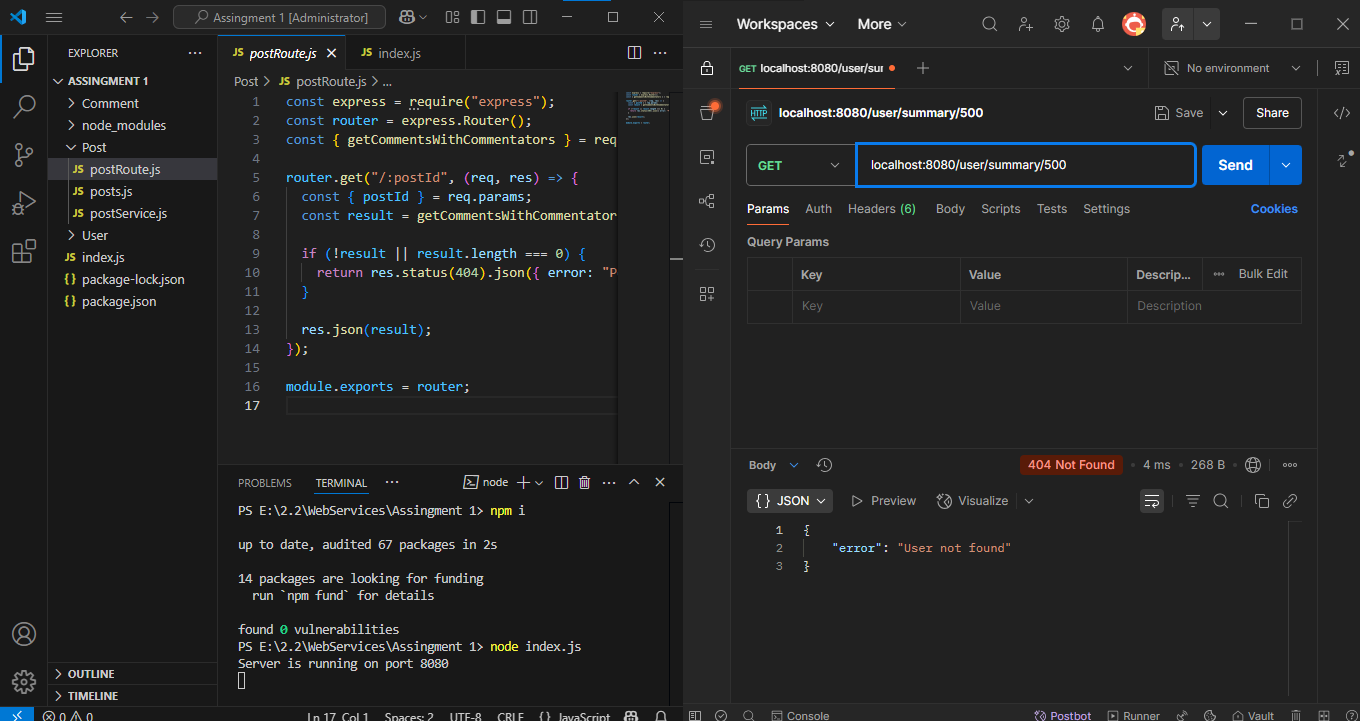 Assingment 1 [Administrator]
EXPLORER
ASSINGMENT 1
Comment
node_modules
Post
JS postRoute.js
JS posts.js
JS postService.js
User
JS index.js
{} package-lock.json
{} package.json
OUTLINE
TIMELINE
JS postRoute.js
JS index.js
Post > JS postRoute.js > ...
1 const express = require("express");
2 const router = express.Router();
3 const { getCommentsWithCommentators } = req
4
5 router.get("/:postId", (req, res) => {
6 const { postId } = req.params;
7 const result = getCommentsWithCommentator
8
9 if (!result || result.length === 0) {
10 return res.status(404).json({ error: "P
11 }
12
13 res.json(result);
14 });
15
16 module.exports = router;
17
PROBLEMS TERMINAL ... node
PS E:\2.2\WebServices\Assingment 1> npm i
up to date, audited 67 packages in 2s
14 packages are looking for funding
run `npm fund` for details
found 0 vulnerabilities
PS E:\2.2\WebServices\Assingment 1> node index.js
Server is running on port 8080
0 0 Ln 17, Col 1 Spaces: 2 UTF-8 CRLF {} JavaScript
Workspaces More
GET localhost:8080/user/sur
No environment
HTTP localhost:8080/user/summary/500 Save Share
GET localhost:8080/user/summary/500 Send
Params Auth Headers (6) Body Scripts Tests Settings Cookies
Query Params
Key Value Descrip... Bulk Edit
Key Value Description
Body 404 Not Found • 4 ms • 268 B
{} JSON Preview Visualize
1 {
2 "error": "User not found"
3 }
Console Postbot Runner Vault